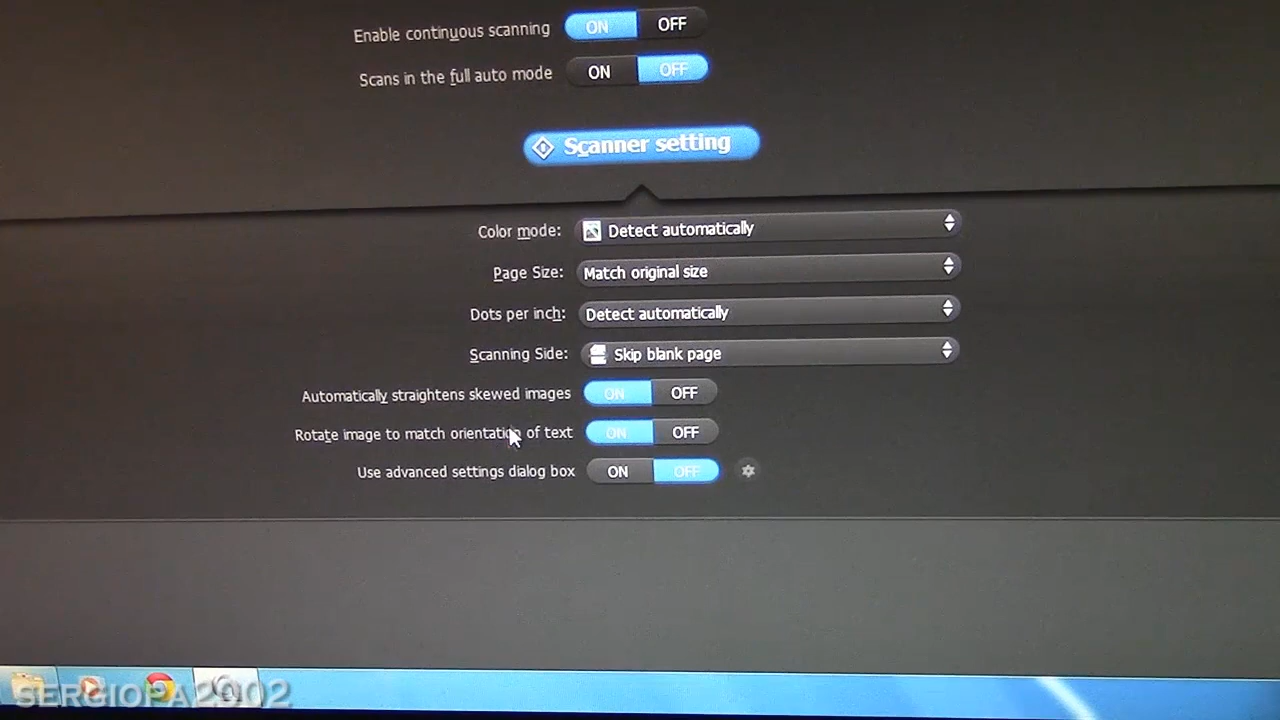 Enable continuous scanning ON OFF
Scans in the full auto mode ON OFF
Scanner setting
Color mode: Detect automatically
Page Size: Match original size
Dots per inch: Detect automatically
Scanning Side: Skip blank page
Automatically straightens skewed images ON OFF
Rotate image to match orientation of text ON OFF
Use advanced settings dialog box ON OFF
SERGIOPA2002